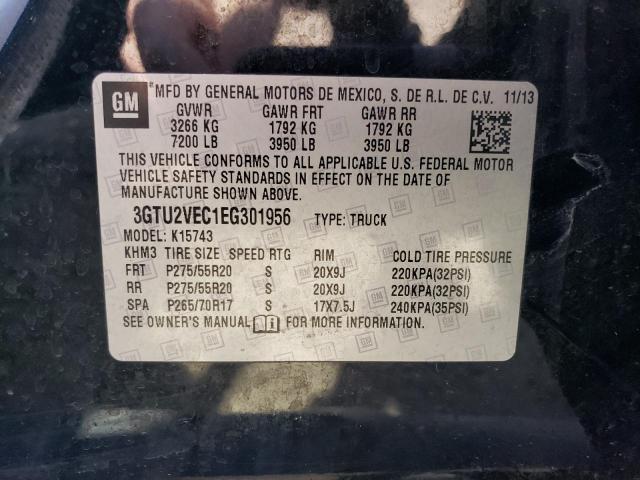 GM
*MFD BY GENERAL MOTORS DE MEXICO, S. DE R.L. DE C.V. 11/13
GVWR GAWR FRT GAWR RR
3266 KG 1792 KG 1792 KG
7200 LB 3950 LB 3950 LB
THIS VEHICLE CONFORMS TO ALL APPLICABLE U.S. FEDERAL MOTOR
VEHICLE SAFETY STANDARDS IN EFFECT ON THE DATE OF
MANUFACTURE SHOWN ABOVE.
3GTU2VEC1EG301956 TYPE: TRUCK
MODEL: K15743
KHM3 TIRE SIZE SPEED RTG RIM COLD TIRE PRESSURE
FRT P275/55R20 S 20X9J 220KPA(32PSI)
RR P275/55R20 S 20X9J 220KPA(32PSI)
SPA P265/70R17 S 17X7.5J 240KPA(35PSI)
SEE OWNER'S MANUAL FOR MORE INFORMATION.